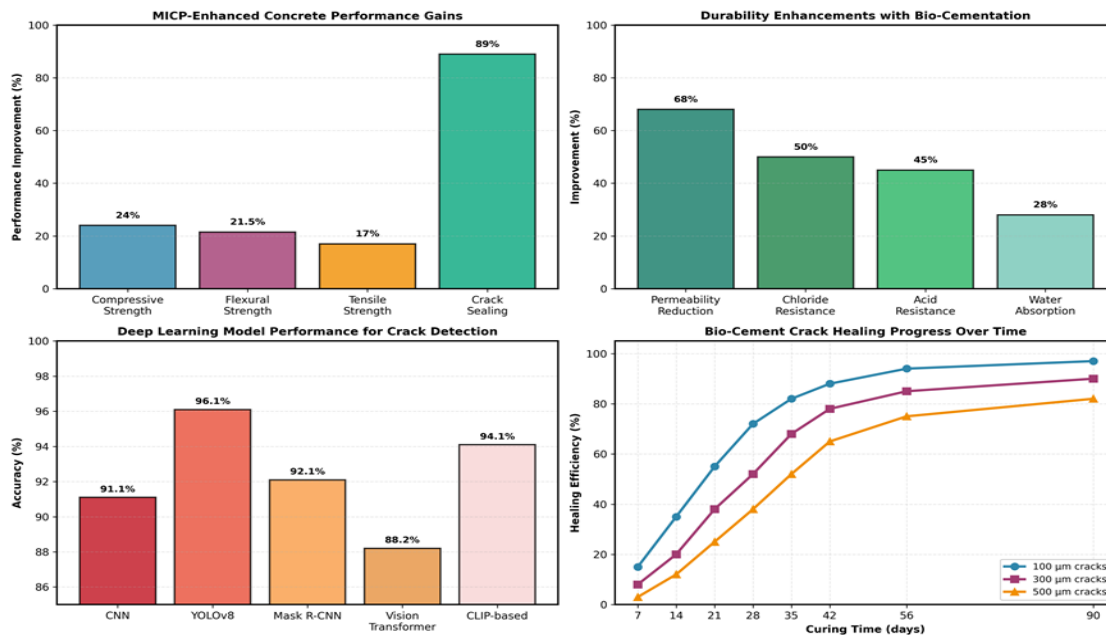 MICP-Enhanced Concrete Performance Gains
Performance Improvement (%)
100
80
60
40
20
0
24%
21.5%
17%
89%
Compressive
Strength
Flexural
Strength
Tensile
Strength
Crack
Sealing
Durability Enhancements with Bio-Cementation
Improvement (%)
100
80
60
40
20
0
68%
50%
45%
28%
Permeability
Reduction
Chloride
Resistance
Acid
Resistance
Water
Absorption
Deep Learning Model Performance for Crack Detection
Accuracy (%)
100
98
96
94
92
90
88
86
91.1%
96.1%
92.1%
88.2%
94.1%
CNN
YOLOv8
Mask R-CNN
Vision
Transformer
CLIP-based
Bio-Cement Crack Healing Progress Over Time
Healing Efficiency (%)
100
80
60
40
20
0
100 µm cracks
300 µm cracks
500 µm cracks
7
14
21
28
35
42
56
90
Curing Time (days)